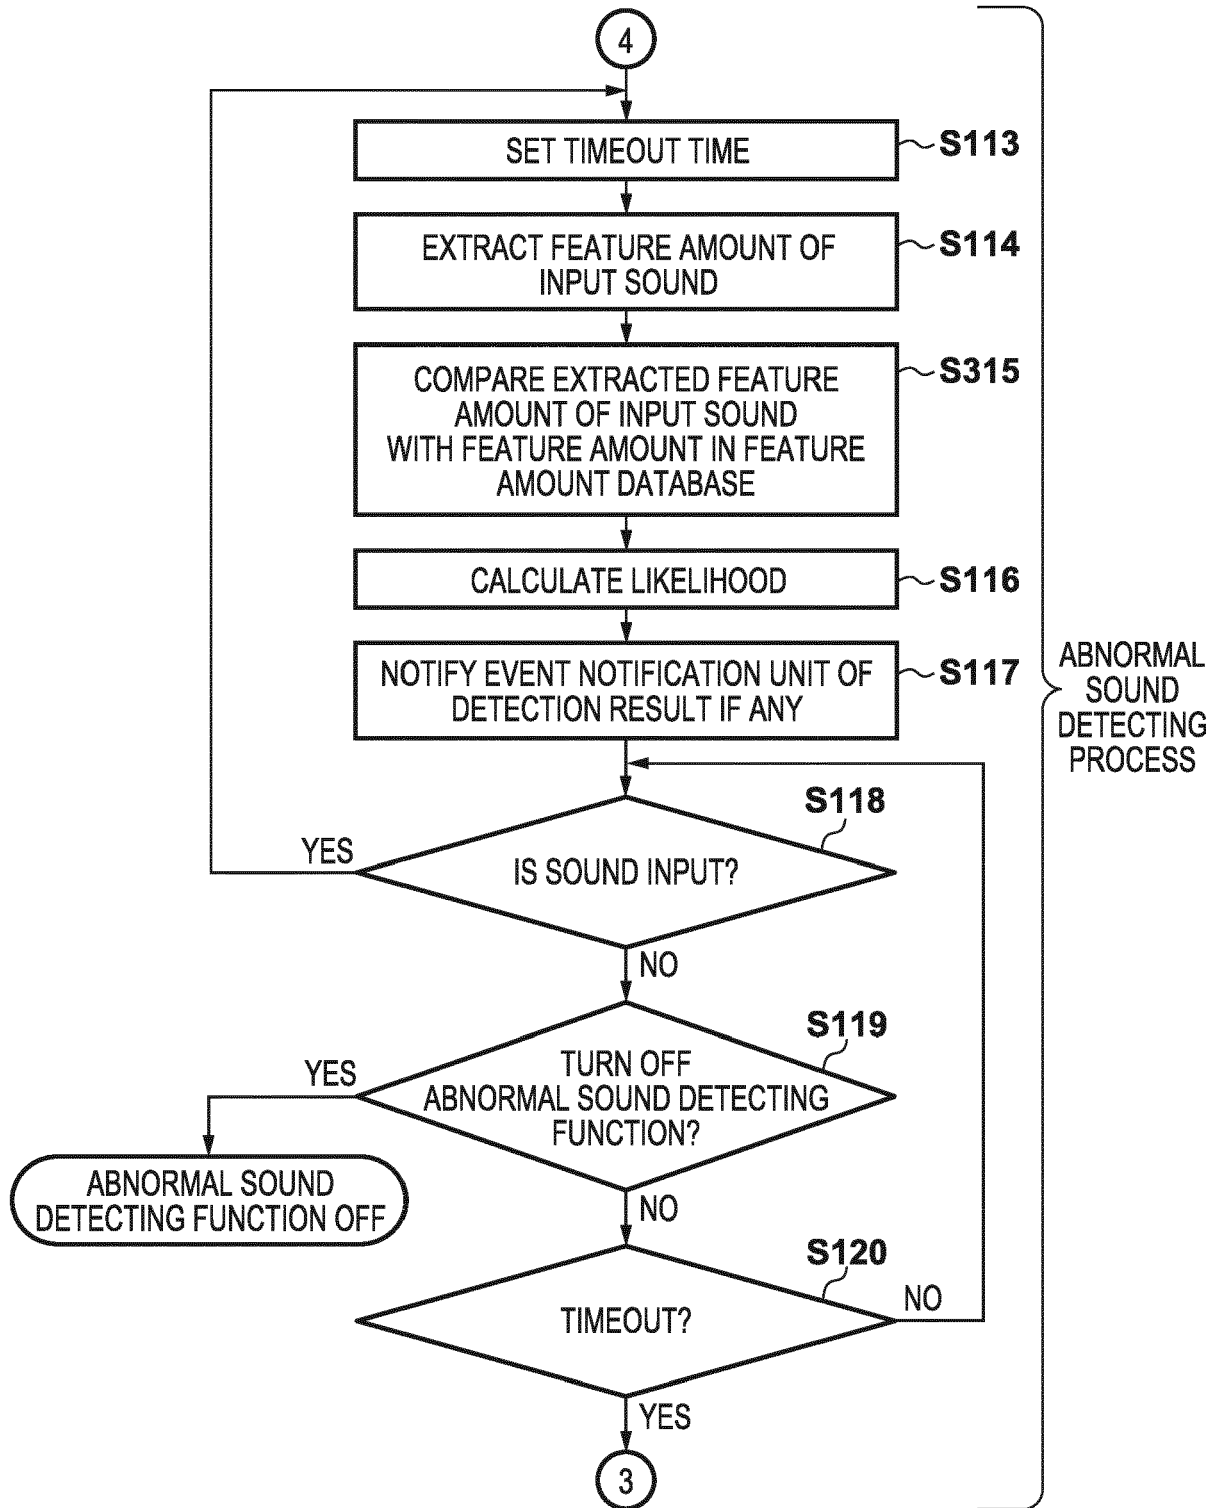 4
SET TIMEOUT TIME
S113
EXTRACT FEATURE AMOUNT OF
INPUT SOUND
S114
COMPARE EXTRACTED FEATURE
AMOUNT OF INPUT SOUND
WITH FEATURE AMOUNT IN FEATURE
AMOUNT DATABASE
S315
CALCULATE LIKELIHOOD
S116
NOTIFY EVENT NOTIFICATION UNIT OF
DETECTION RESULT IF ANY
S117
ABNORMAL
SOUND
DETECTING
PROCESS
S118
YES
IS SOUND INPUT?
NO
S119
YES
TURN OFF
ABNORMAL SOUND DETECTING
FUNCTION?
ABNORMAL SOUND
DETECTING FUNCTION OFF
NO
S120
NO
TIMEOUT?
YES
3